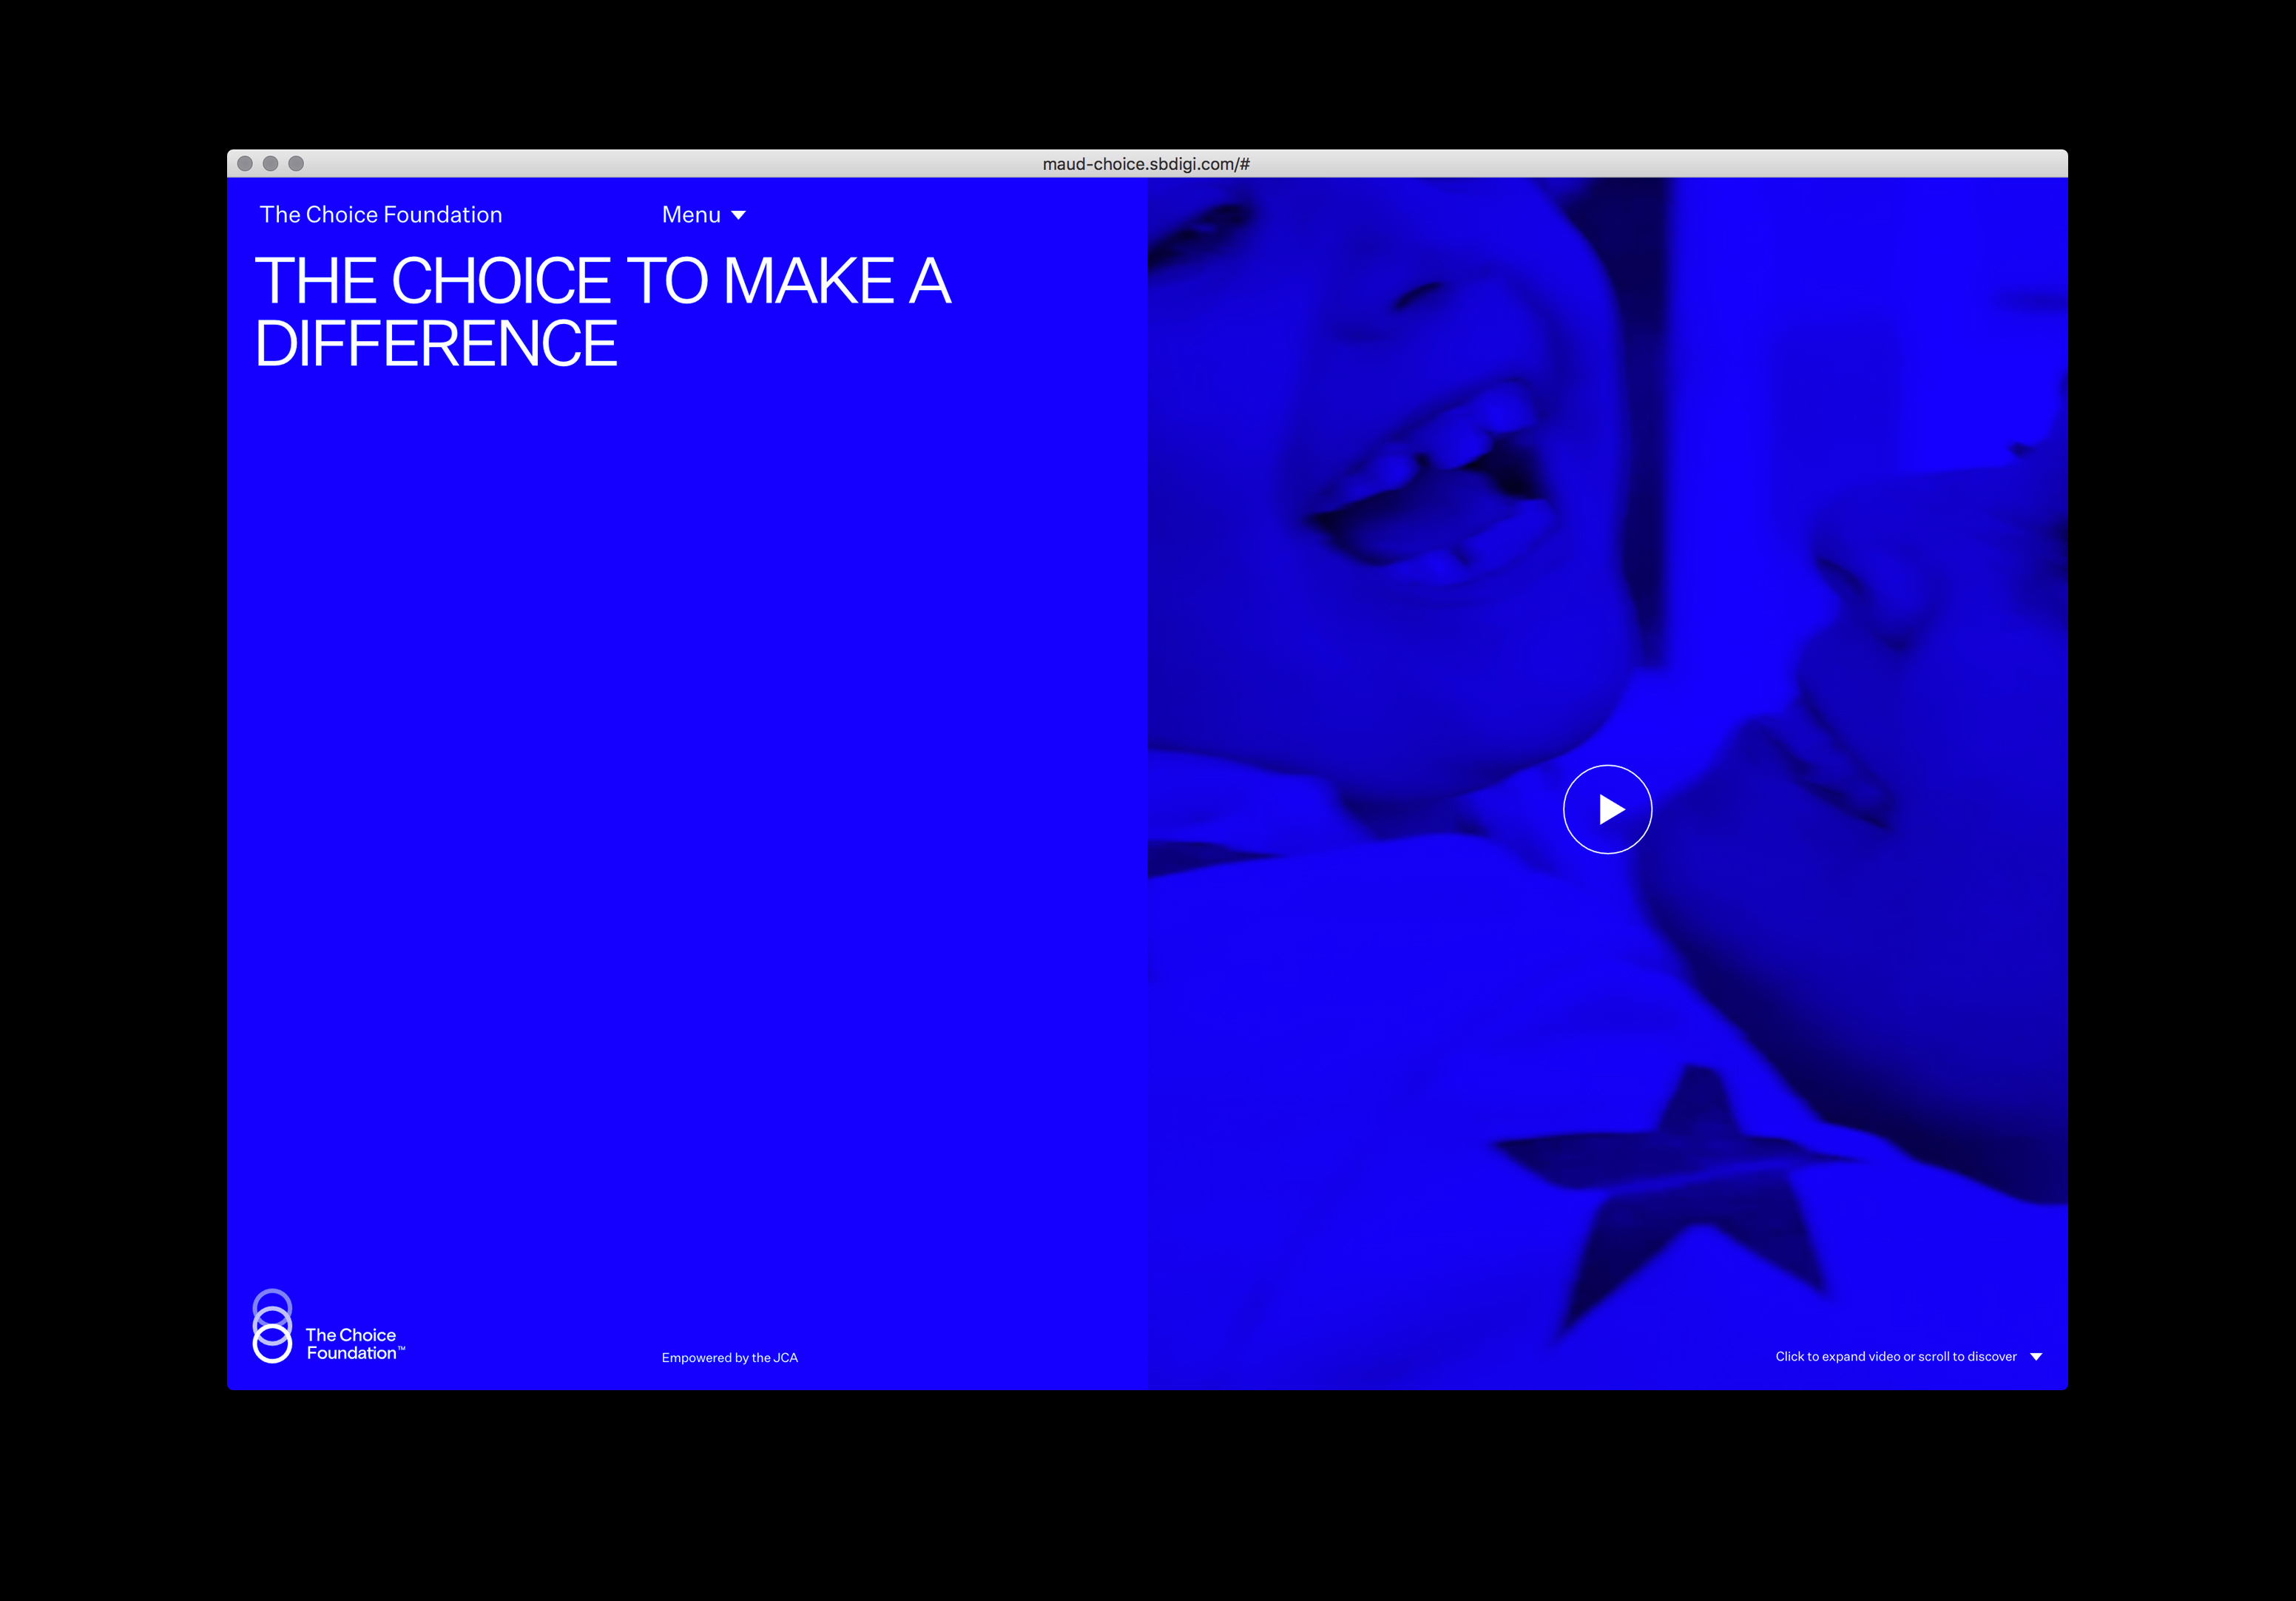 maud-choice.sbdigi.com/#
The Choice Foundation
Menu
THE CHOICE TO MAKE A
DIFFERENCE
The Choice
Foundation™
Empowered by the JCA
Click to expand video or scroll to discover